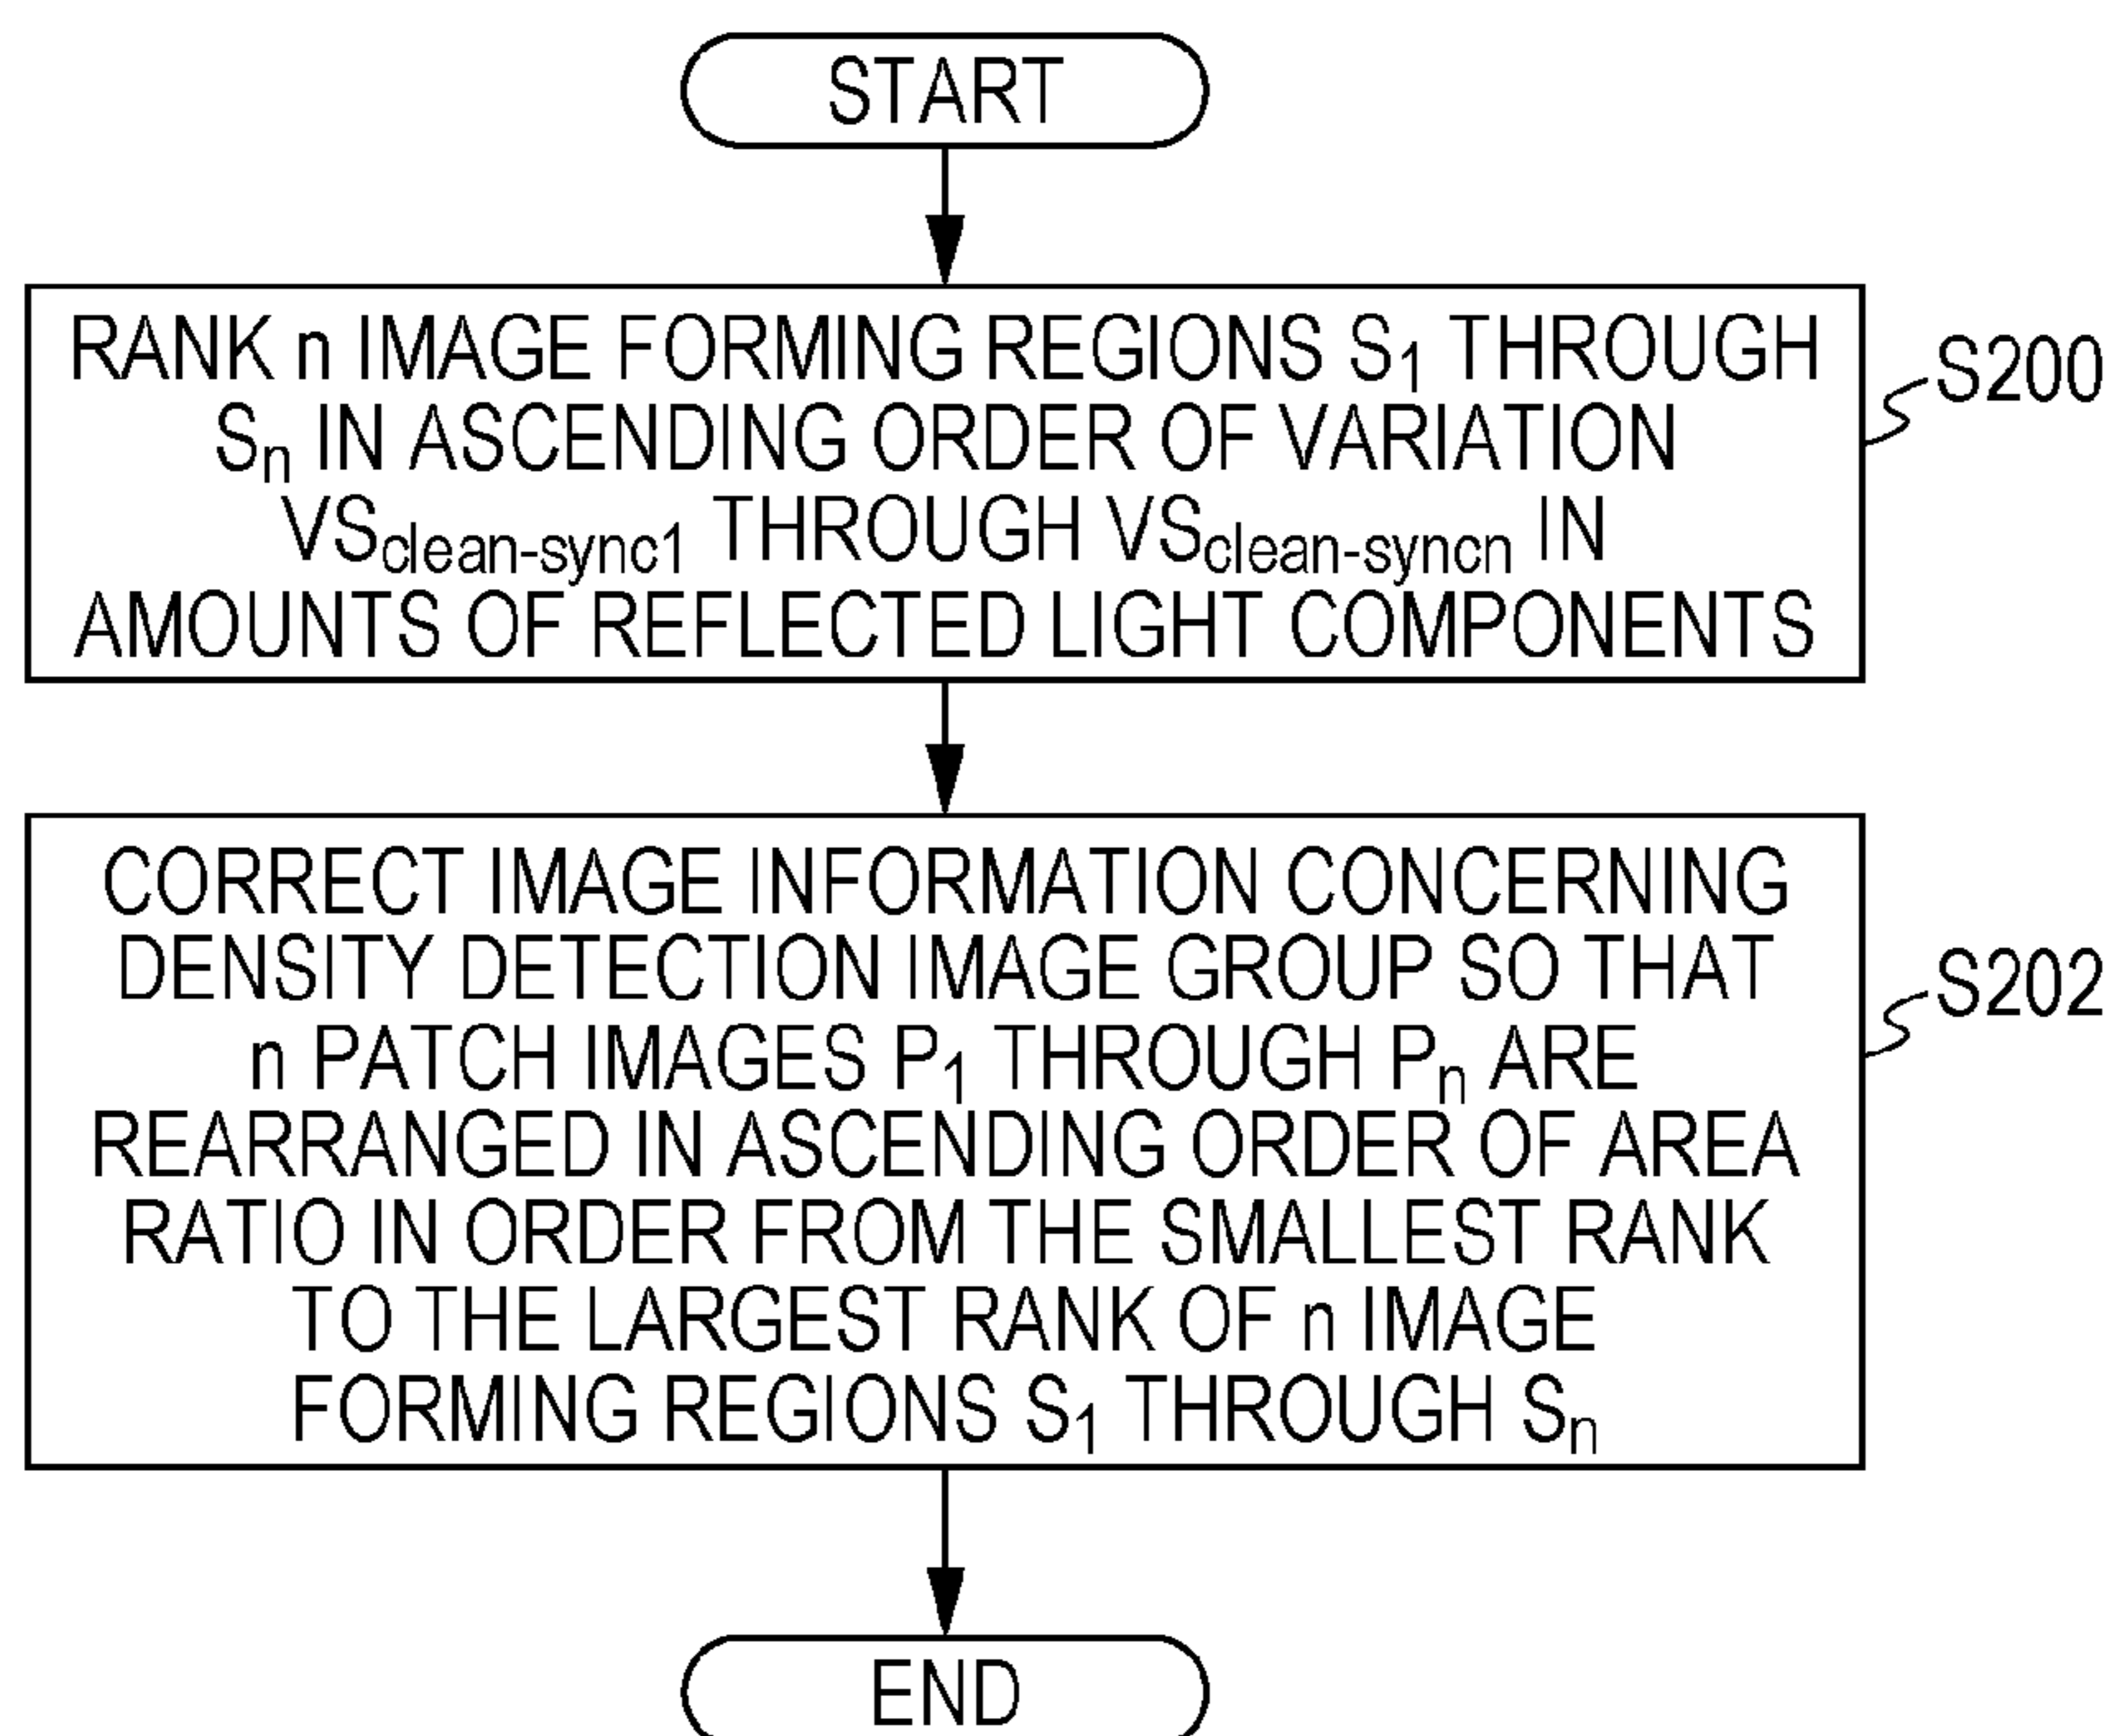 START
RANK n IMAGE FORMING REGIONS S1 THROUGH
Sn IN ASCENDING ORDER OF VARIATION
VSclean-sync1 THROUGH VSclean-syncn IN
AMOUNTS OF REFLECTED LIGHT COMPONENTS
S200
CORRECT IMAGE INFORMATION CONCERNING
DENSITY DETECTION IMAGE GROUP SO THAT
n PATCH IMAGES P1 THROUGH Pn ARE
REARRANGED IN ASCENDING ORDER OF AREA
RATIO IN ORDER FROM THE SMALLEST RANK
TO THE LARGEST RANK OF n IMAGE
FORMING REGIONS S1 THROUGH Sn
S202
END